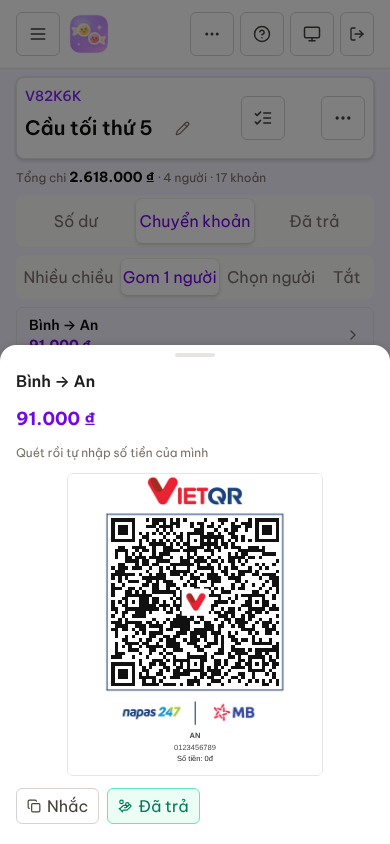 V82K6K
Cầu tối thứ 5
Tổng chi 2.618.000 ₫ · 4 người · 17 khoản
Số dư
Chuyển khoản
Đã trả
Nhiều chiều
Gom 1 người
Chọn người
Tắt
Bình → An
91.000 ₫
Bình → An
91.000 ₫
Quét rồi tự nhập số tiền của mình
VIETQR
napas 247
MB
AN
0123456789
Số tiền: 0đ
Nhắc
Đã trả